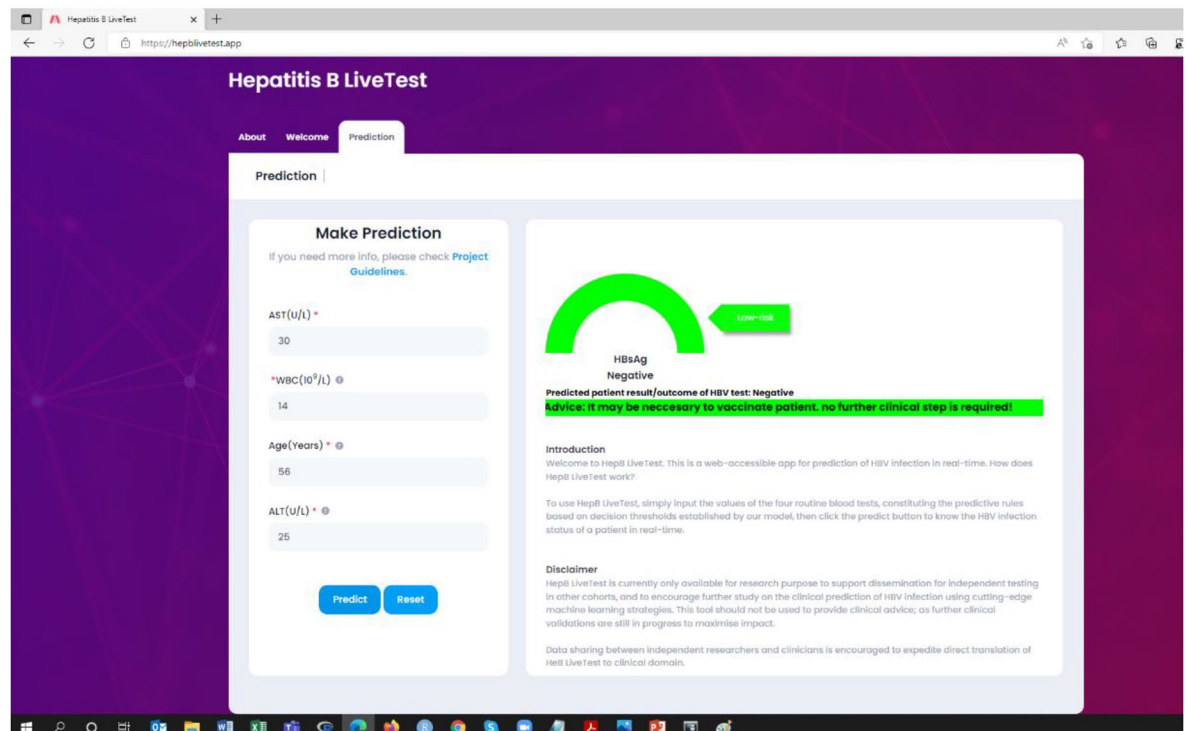 Hepatitis B LiveTest
https://hepblivetest.app
Hepatitis B LiveTest
About Welcome Prediction
Prediction
Make Prediction
If you need more info, please check Project
Guidelines.
AST(U/L) *
30
*WBC(10⁹/L)
14
Age(Years) *
56
ALT(U/L) *
25
Predict Reset
Low-risk
HBsAg
Negative
Predicted patient result/outcome of HBV test: Negative
Advice: It may be neccesary to vaccinate patient. no further clinical step is required!
Introduction
Welcome to HepB LiveTest. This is a web-accessible app for prediction of HBV infection in real-time. How does
HepB LiveTest work?
To use HepB LiveTest, simply input the values of the four routine blood tests, constituting the predictive rules
based on decision thresholds established by our model, then click the predict button to know the HBV infection
status of a patient in real-time.
Disclaimer
HepB LiveTest is currently only available for research purpose to support dissemination for independent testing
in other cohorts, and to encourage further study on the clinical prediction of HBV infection using cutting-edge
machine learning strategies. This tool should not be used to provide clinical advice; as further clinical
validations are still in progress to maximise impact.
Data sharing between independent researchers and clinicians is encouraged to expedite direct translation of
HeB LiveTest to clinical domain.